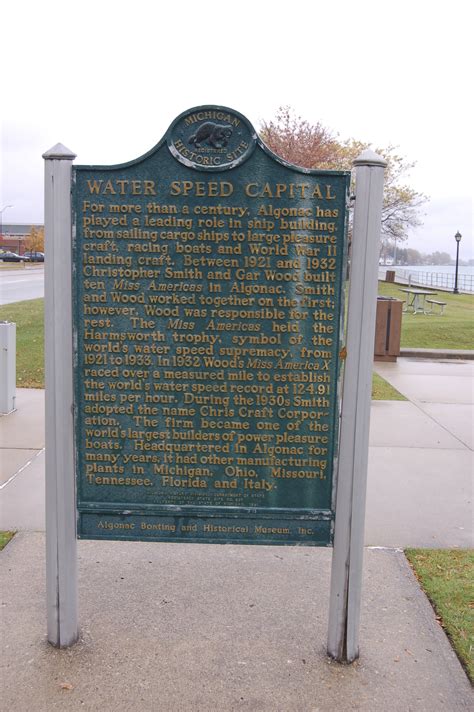 MICHIGAN
REGISTERED
HISTORIC SITE
WATER SPEED CAPITAL
For more than a century, Algonac has
played a leading role in ship building,
from sailing cargo ships to large pleasure
craft, racing boats and World War II
landing craft. Between 1921 and 1932
Christopher Smith and Gar Wood built
ten Miss Americas in Algonac. Smith
and Wood worked together on the first;
however, Wood was responsible for the
rest. The Miss Americas held the
Harmsworth trophy, symbol of the
world's water speed supremacy, from
1921 to 1933. In 1932 Wood's Miss America X
raced over a measured mile to establish
the world's water speed record at 124.91
miles per hour. During the 1930s Smith
adopted the name Chris Craft Corpor-
ation. The firm became one of the
world's largest builders of power pleasure
boats. Headquartered in Algonac for
many years, it had other manufacturing
plants in Michigan, Ohio, Missouri,
Tennessee, Florida and Italy.
Algonac Boating and Historical Museum, Inc.